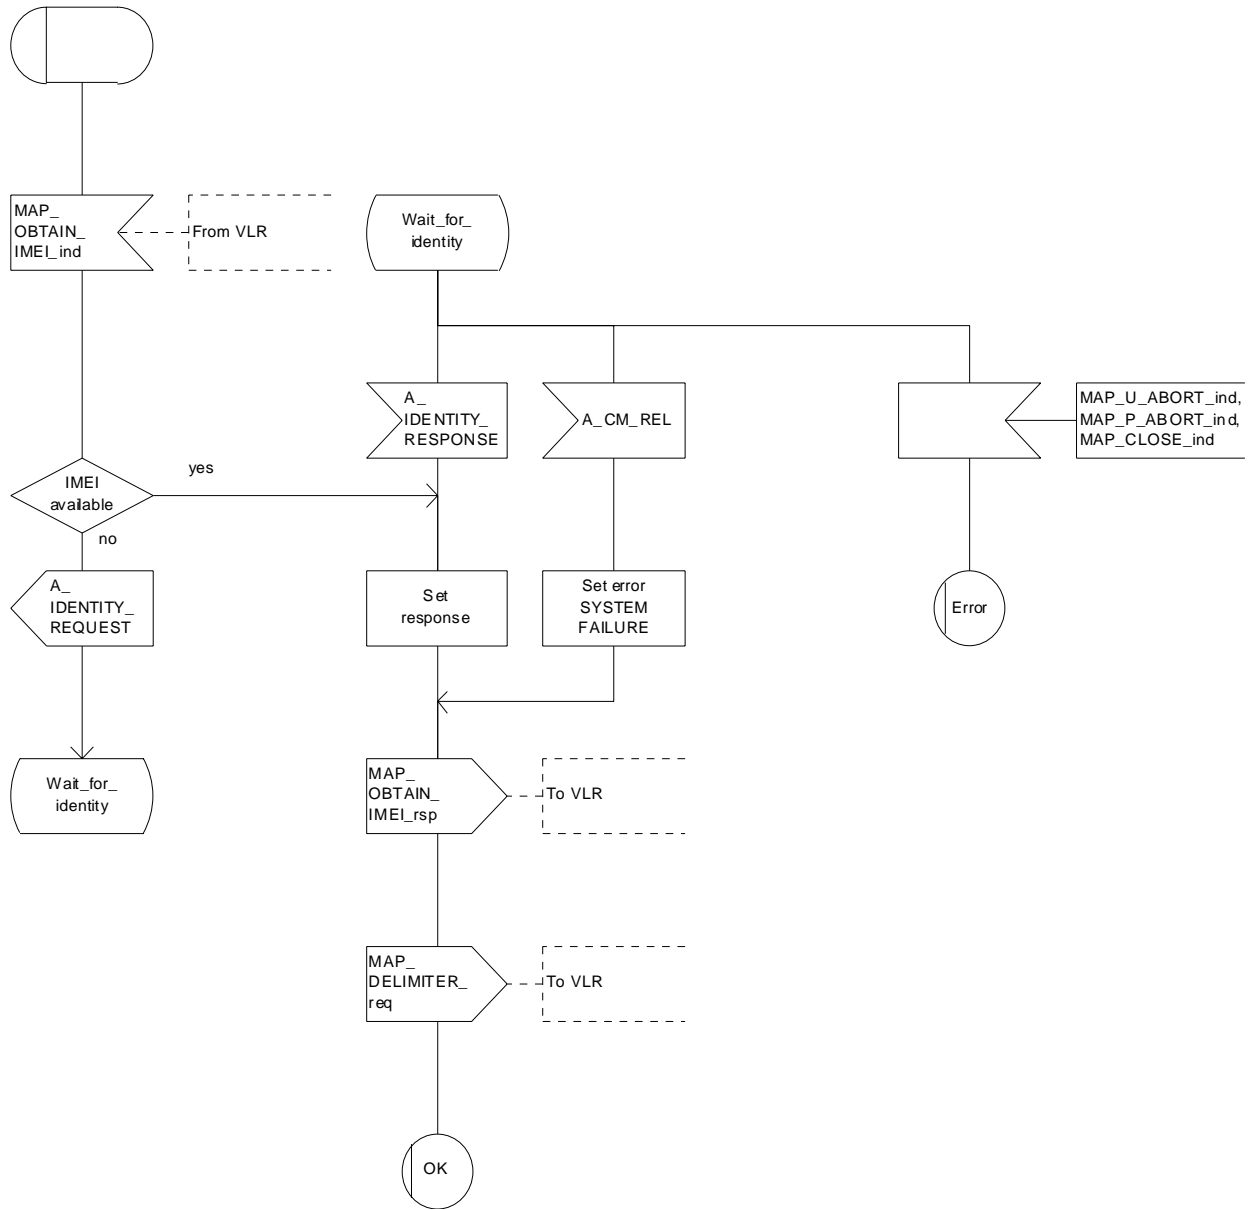 MAP_
OBTAIN_
IMEI_ind
From VLR
Wait_for_
identity
A_
IDENTITY_
RESPONSE
A_CM_REL
MAP_U_ABORT_ind,
MAP_P_ABORT_ind,
MAP_CLOSE_ind
IMEI
available
yes
no
A_
IDENTITY_
REQUEST
Set
response
Set error
SYSTEM
FAILURE
Error
Wait_for_
identity
MAP_
OBTAIN_
IMEI_rsp
To VLR
MAP_
DELIMITER_
req
To VLR
OK